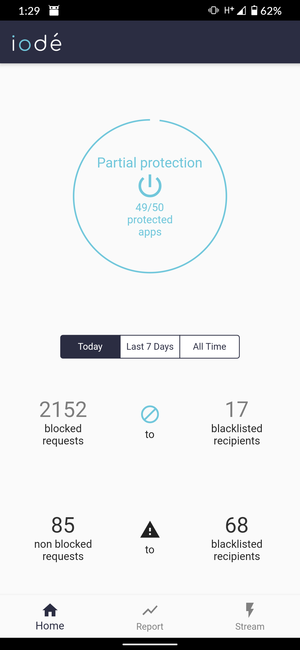 1:29 H+ 62%
iodé
Partial protection
49/50
protected
apps
Today Last 7 Days All Time
2152 17
blocked blacklisted
requests to recipients
85 68
non blocked blacklisted
requests to recipients
Home Report Stream